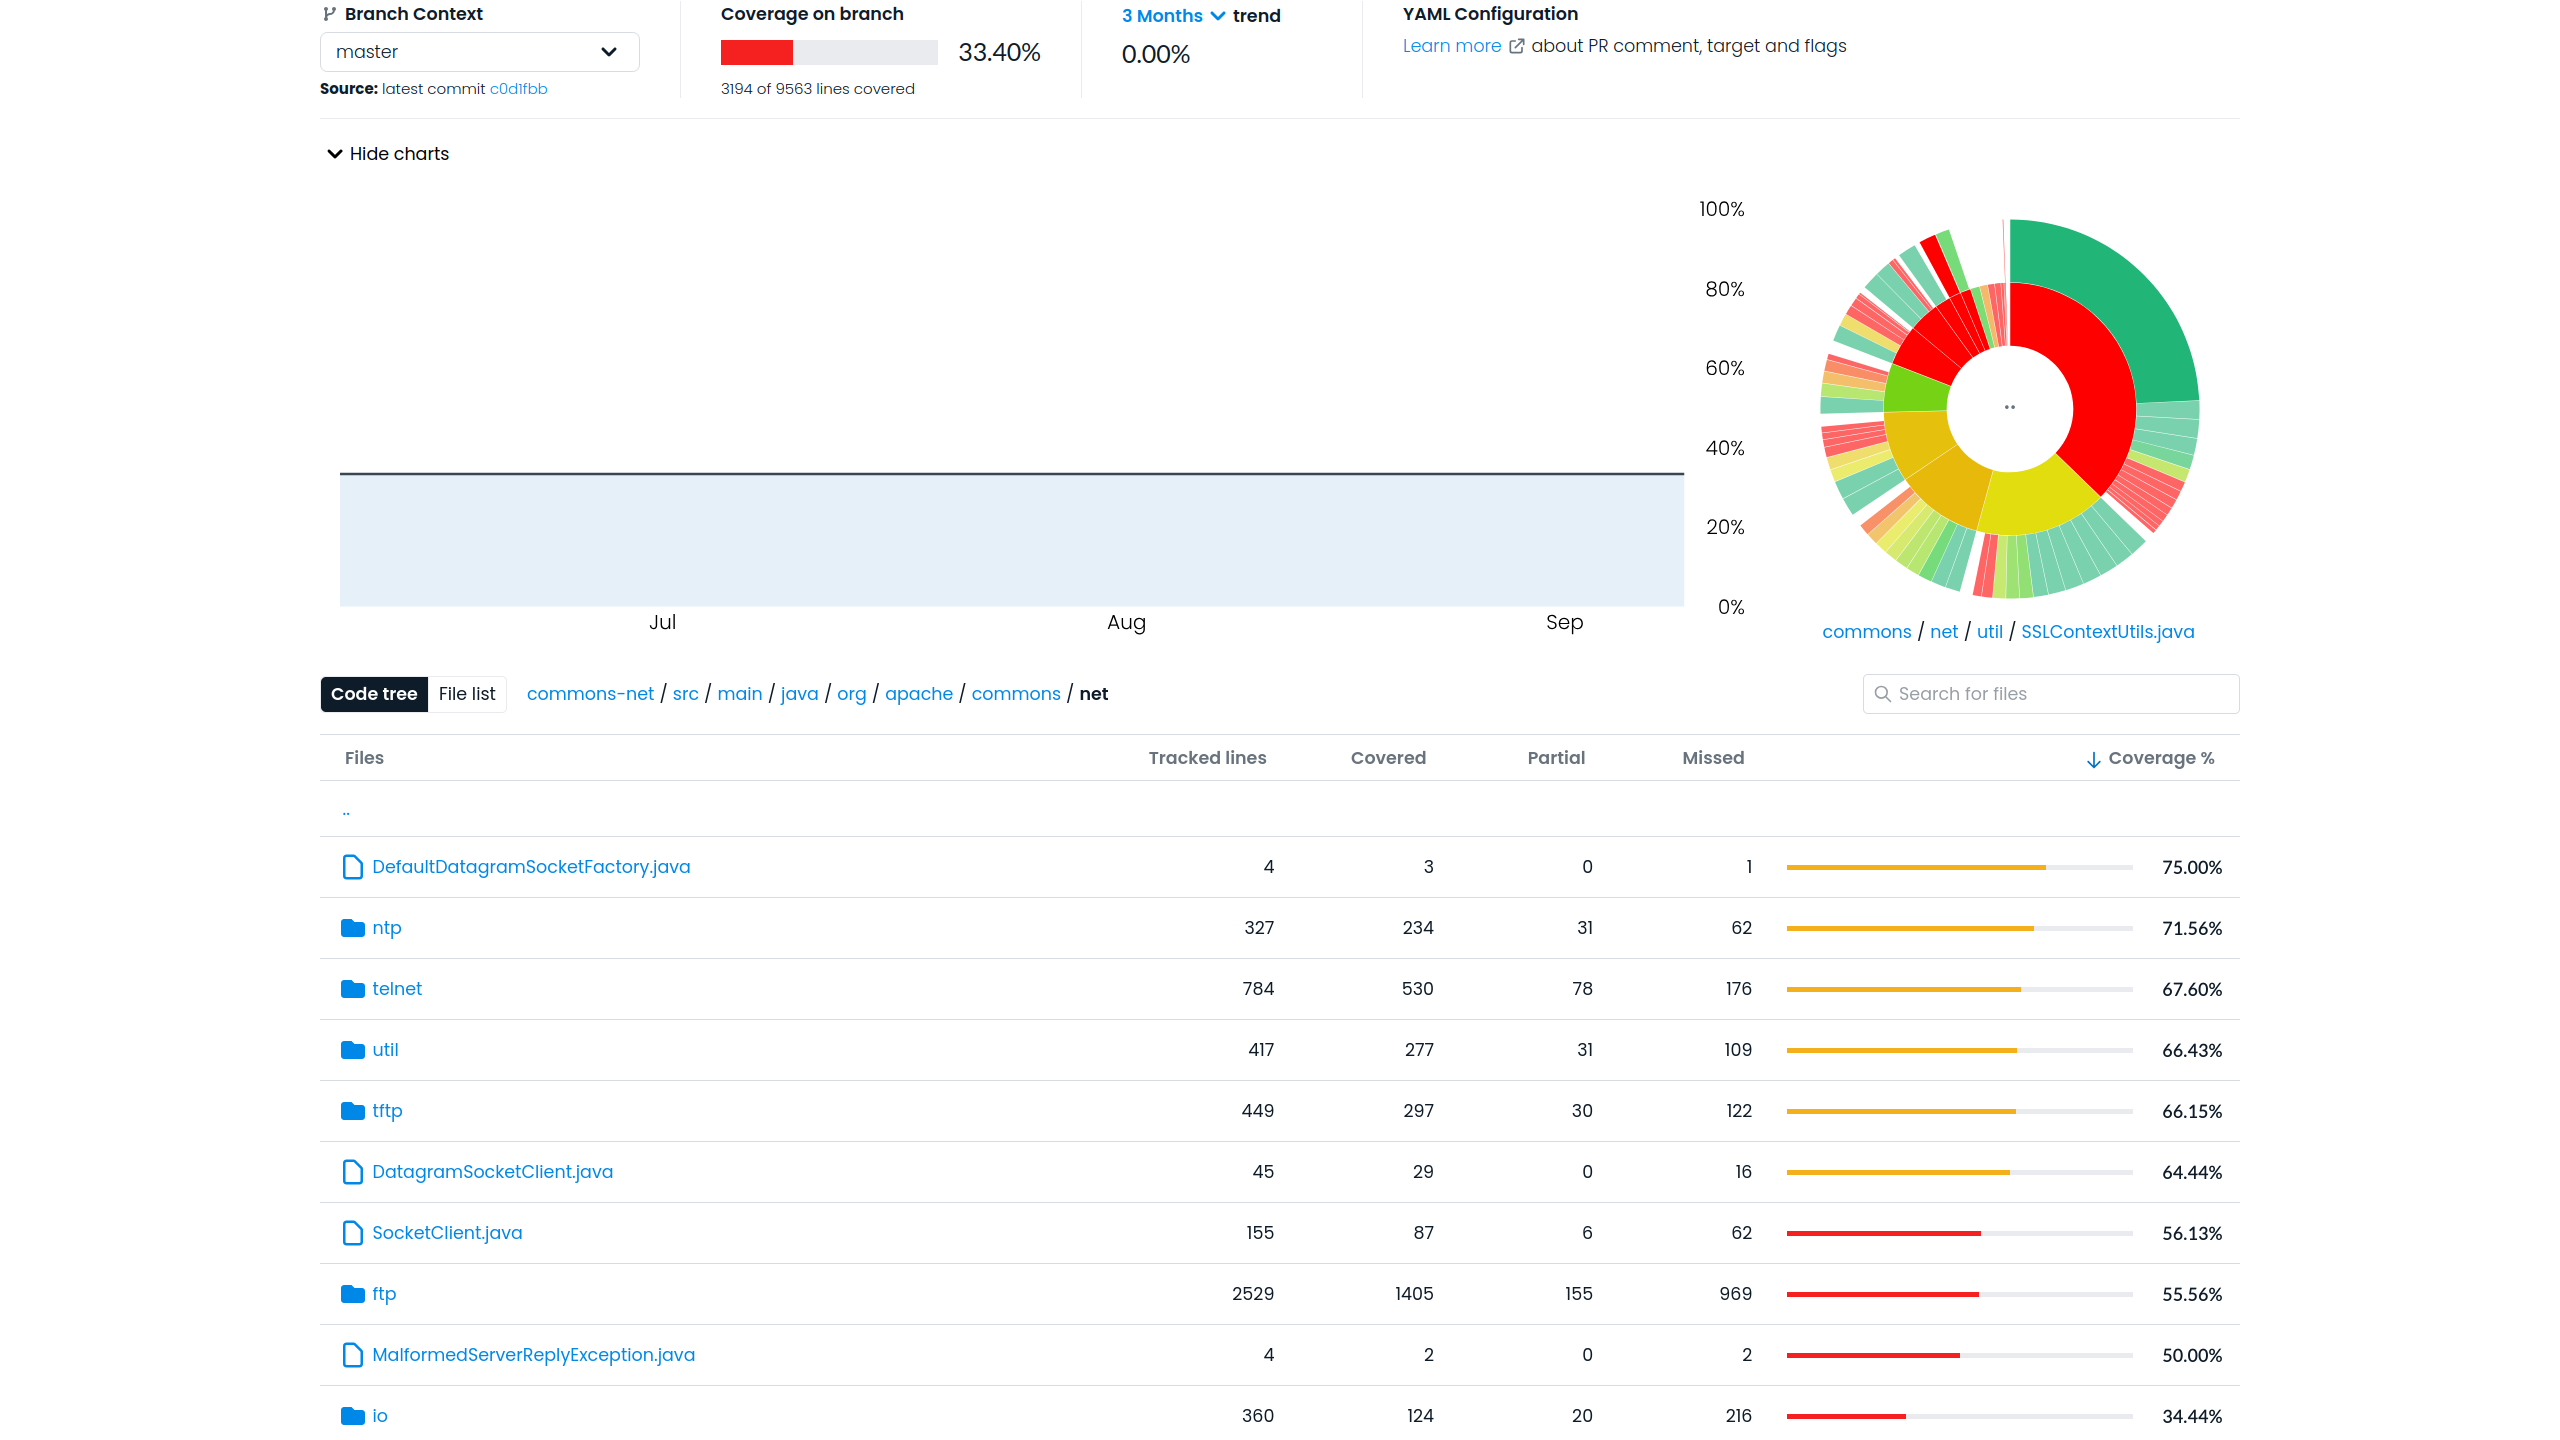 Branch Context
master
Source: latest commit c0d1fbb
Coverage on branch
33.40%
3194 of 9563 lines covered
3 Months trend
0.00%
YAML Configuration
Learn more about PR comment, target and flags
Hide charts
100%
80%
60%
40%
20%
0%
Jul Aug Sep
..
commons / net / util / SSLContextUtils.java
Code tree File list commons-net / src / main / java / org / apache / commons / net Search for files
Files Tracked lines Covered Partial Missed Coverage %
..
DefaultDatagramSocketFactory.java 4 3 0 1 75.00%
ntp 327 234 31 62 71.56%
telnet 784 530 78 176 67.60%
util 417 277 31 109 66.43%
tftp 449 297 30 122 66.15%
DatagramSocketClient.java 45 29 0 16 64.44%
SocketClient.java 155 87 6 62 56.13%
ftp 2529 1405 155 969 55.56%
MalformedServerReplyException.java 4 2 0 2 50.00%
io 360 124 20 216 34.44%